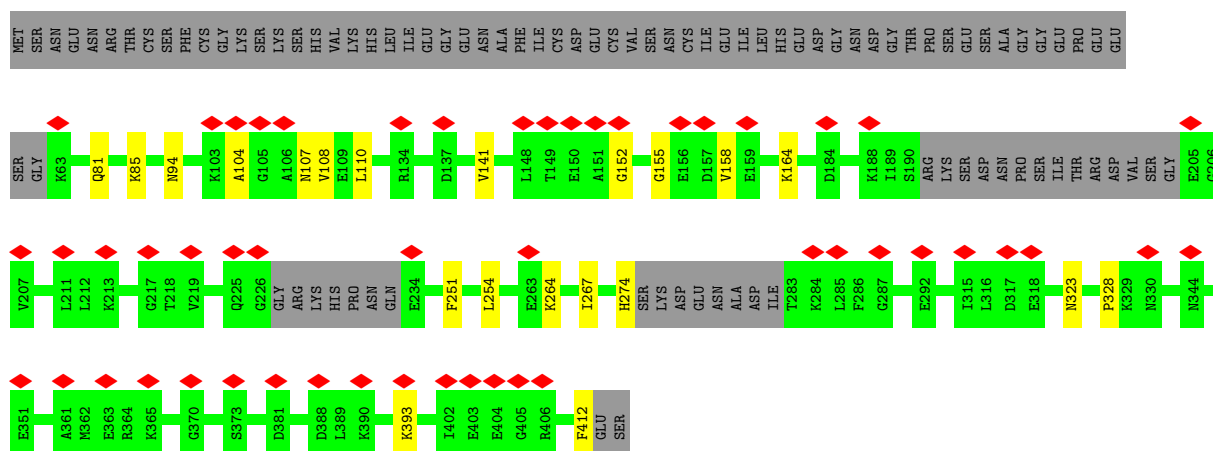 MET SER ASN GLU ASN ARG THR CYS SER PHE CYS GLY LYS SER LYS SER HIS VAL LYS HIS LEU ILE GLU GLY GLU ASN ALA PHE ILE CYS ASP GLU CYS VAL SER ASN CYS ILE GLU ILE LEU HIS GLU ASP GLY ASN ASP GLY THR PRO SER GLU SER ALA GLY GLY GLU PRO GLU GLU
SER GLY K63 Q81 K85 N94 K103 A104 G105 A106 N107 V108 E109 L110 R134 D137 V141 L148 T149 E150 A151 G152 G155 E156 D157 V158 E159 K164 D184 K188 I189 S190 ARG LYS SER ASP ASN PRO SER ILE THR ARG ASP VAL SER GLY E205 G206
V207 L211 L212 K213 G217 T218 V219 Q225 G226 GLY ARG LYS HIS PRO ASN GLN E234 F251 L254 E263 K264 I267 H274 SER LYS ASP GLU ASN ALA ASP ILE T283 K284 L285 F286 G287 E292 I315 L316 D317 E318 N323 P328 K329 N330 N344
E351 A361 M362 E363 R364 K365 G370 S373 D381 D388 L389 K390 K393 I402 E403 E404 G405 R406 F412 GLU SER